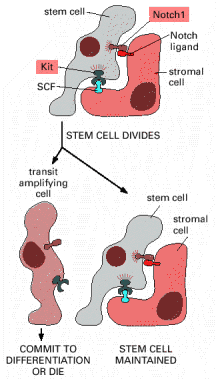 stem cell
Notch1
Notch
ligand
Kit
SCF
stromal
cell
STEM CELL DIVIDES
transit
amplifying
cell
stem cell
stromal
cell
COMMIT TO
DIFFERENTIATION
OR DIE
STEM CELL
MAINTAINED